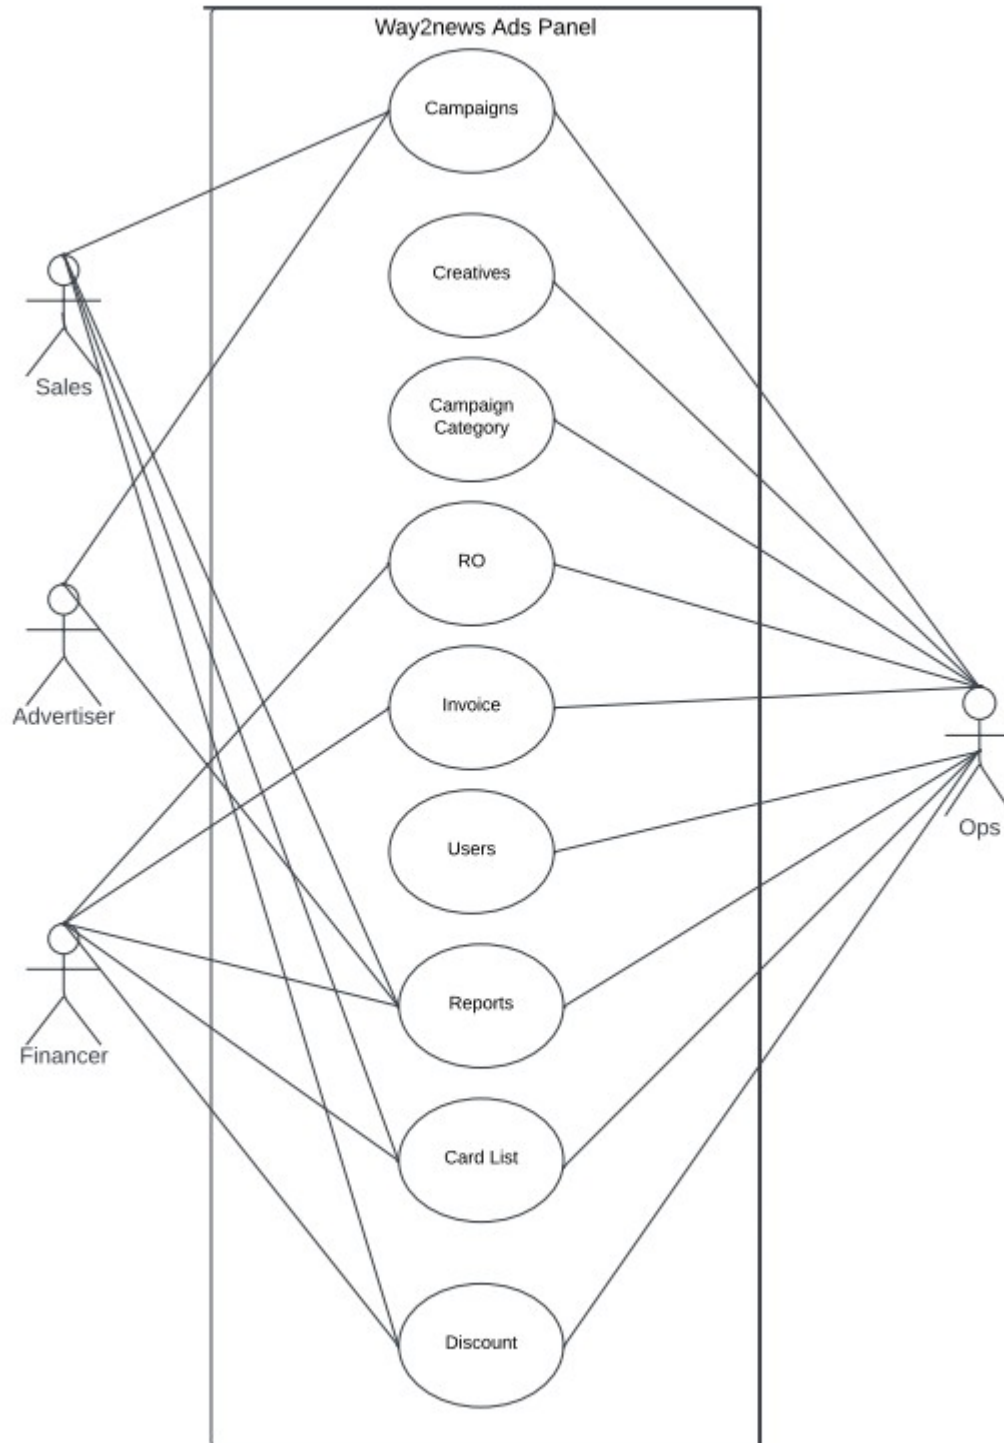 Way2news Ads Panel
Campaigns
Creatives
Sales
Campaign
Category
RO
Advertiser
Invoice
Users
Ops
Reports
Financer
Card List
Discount